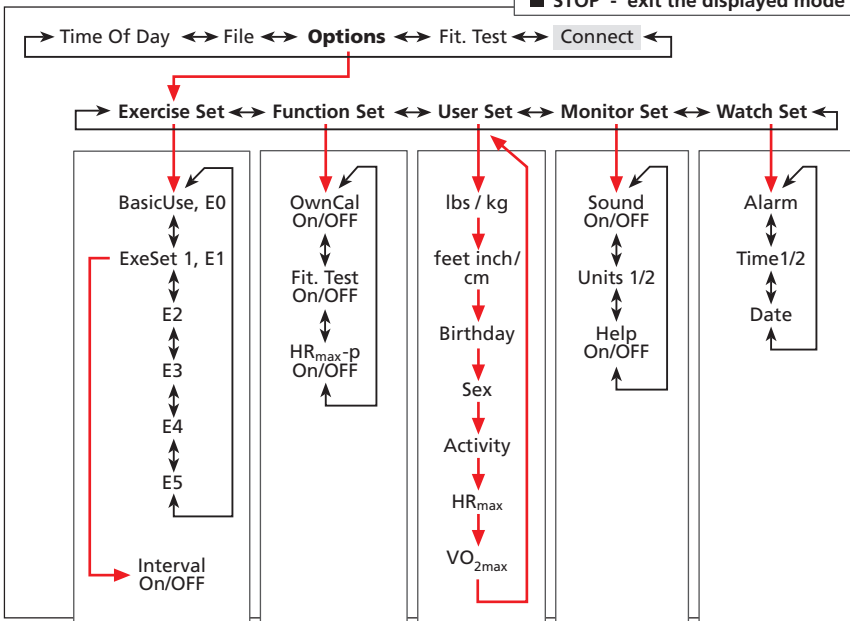 ■ STOP - exit the displayed mode
Time Of Day File Options Fit. Test Connect
Exercise Set Function Set User Set Monitor Set Watch Set
BasicUse, E0
ExeSet 1, E1
E2
E3
E4
E5
Interval
On/OFF
OwnCal
On/OFF
Fit. Test
On/OFF
HRmax-p
On/OFF
lbs / kg
feet inch/
cm
Birthday
Sex
Activity
HRmax
VO2max
Sound
On/OFF
Units 1/2
Help
On/OFF
Alarm
Time1/2
Date